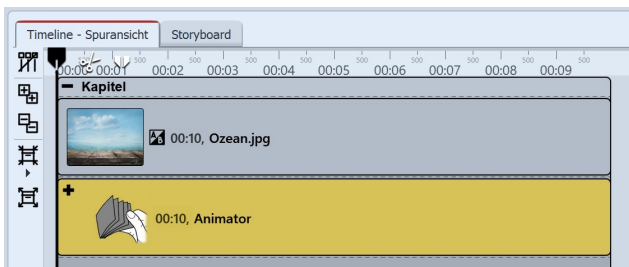 Timeline - Spuransicht Storyboard
500 500 500 500 500 500 500 500 500
00:00 00:01 00:02 00:03 00:04 00:05 00:06 00:07 00:08 00:09
Kapitel
00:10, Ozean.jpg
00:10, Animator